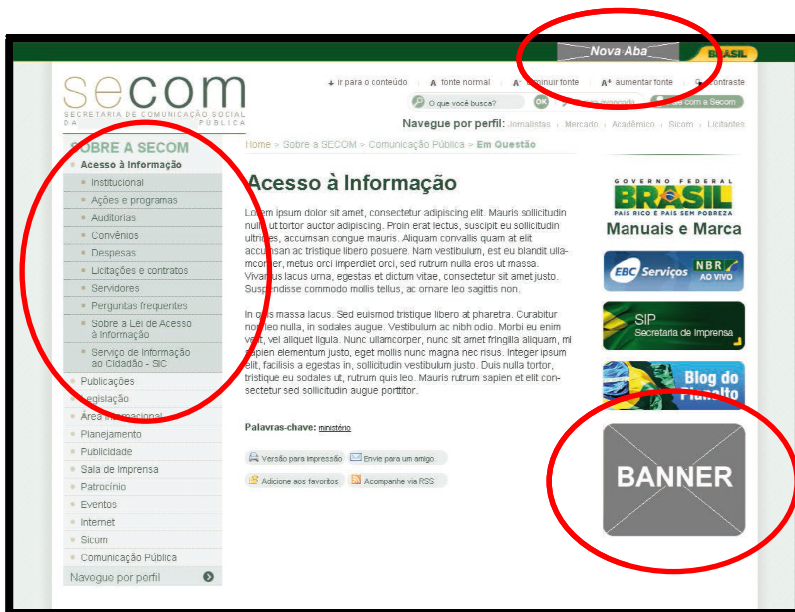 Nova Aba
BRASIL
secom
SECRETARIA DE COMUNICAÇÃO SOCIAL
DA PÚBLICA
ir para o conteúdo
A fonte normal
A- diminuir fonte
A+ aumentar fonte
contraste
O que você busca?
OK
com a Secom
Navegue por perfil: Jornalistas Mercado Acadêmico Sicom Licitantes
SOBRE A SECOM
Acesso à Informação
Institucional
Ações e programas
Auditorias
Convênios
Despesas
Licitações e contratos
Servidores
Perguntas frequentes
Sobre a Lei de Acesso
à Informação
Serviço de Informação
ao Cidadão - SIC
Publicações
Legislação
Área Internacional
Planejamento
Publicidade
Sala de Imprensa
Patrocínio
Eventos
Internet
Sicum
Comunicação Pública
Navegue por perfil
Home > Sobre a SECOM > Comunicação Pública > Em Questão
Acesso à Informação
Lorem ipsum dolor sit amet, consectetur adipiscing elit. Mauris sollicitudin
nulla ut tortor auctor adipiscing. Proin erat lectus, suscipit eu sollicitudin
ultricies, accumsan congue mauris. Aliquam convallis quam at elit
accumsan ac tristique libero posuere. Nam vestibulum, est eu blandit ulla-
mcorper, metus orci imperdiet orci, sed rutrum nulla eros ut massa.
Vivamus lacus urna, egestas et dictum vitae, consectetur sit amet justo.
Suspendisse commodo mollis tellus, ac ornare leo sagittis non.
In quis massa lacus. Sed euismod tristique libero at pharetra. Curabitur
non leo nulla, in sodales augue. Vestibulum ac nibh odio. Morbi eu enim
velit, vel aliquet ligula. Nunc ullamcorper, nunc sit amet fringilla aliquam, mi
sapien elementum justo, eget mollis nunc magna nec risus. Integer ipsum
elit, facilisis a egestas in, sollicitudin vestibulum justo. Duis nulla tortor,
tristique eu sodales ut, rutrum quis leo. Mauris rutrum sapien et elit con-
sectetur sed sollicitudin augue porttitor.
Palavras-chave: ministério
Versão para impressão
Envie para um amigo
Adicione aos favoritos
Acompanhe via RSS
GOVERNO FEDERAL
BRASIL
PAÍS RICO É PAÍS SEM POBREZA
Manuais e Marca
EBC Serviços NBR
AO VIVO
SIP
Secretaria de Imprensa
Blog do
Planalto
BANNER